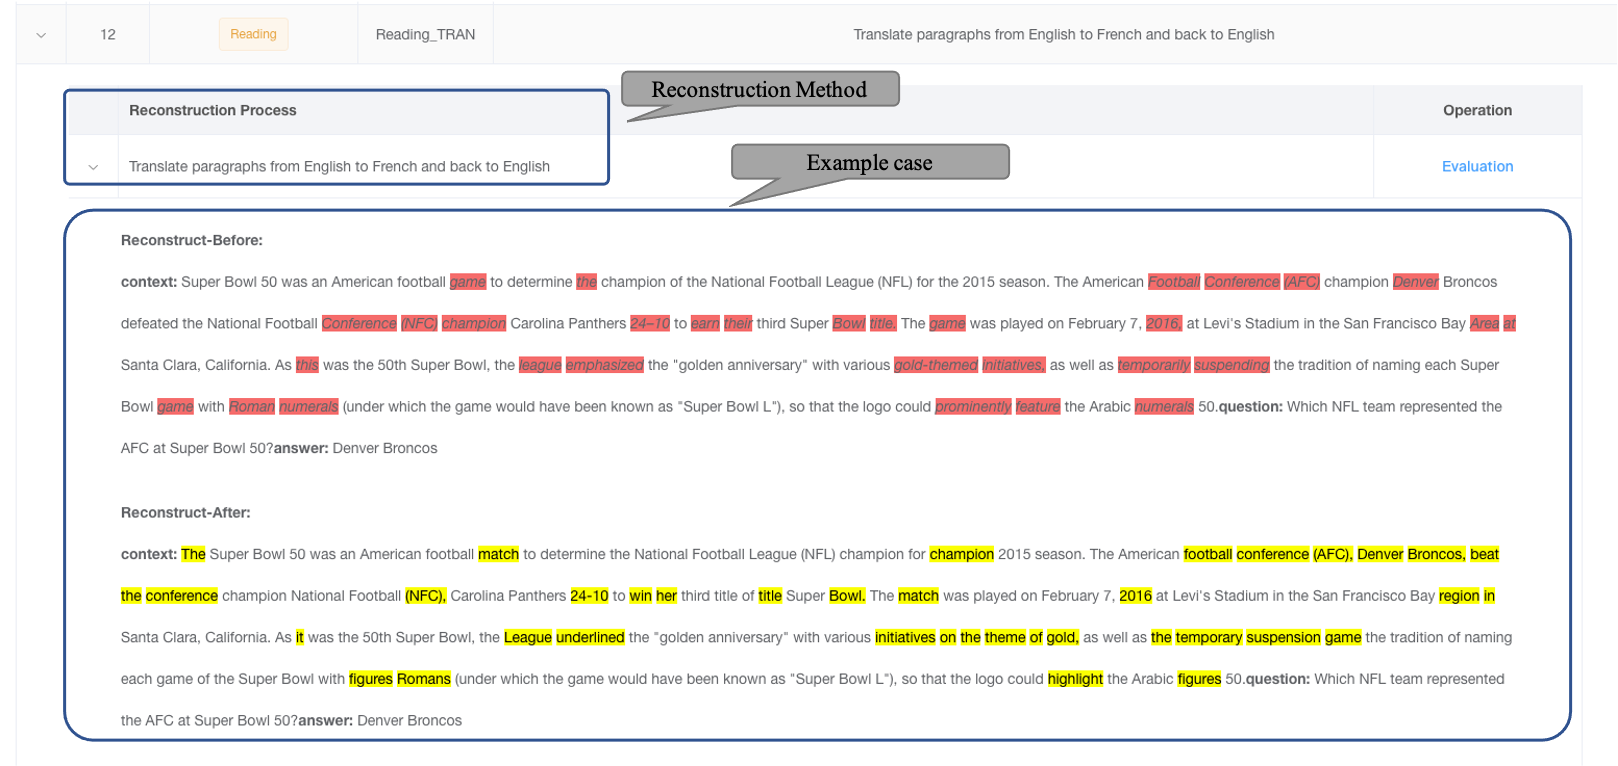 12 Reading Reading_TRAN Translate paragraphs from English to French and back to English
Reconstruction Method
Reconstruction Process Operation
Example case
Translate paragraphs from English to French and back to English Evaluation
Reconstruct-Before:
context: Super Bowl 50 was an American football game to determine the champion of the National Football League (NFL) for the 2015 season. The American Football Conference (AFC) champion Denver Broncos
defeated the National Football Conference (NFC) champion Carolina Panthers 24–10 to earn their third Super Bowl title. The game was played on February 7, 2016, at Levi's Stadium in the San Francisco Bay Area at
Santa Clara, California. As this was the 50th Super Bowl, the league emphasized the "golden anniversary" with various gold-themed initiatives, as well as temporarily suspending the tradition of naming each Super
Bowl game with Roman numerals (under which the game would have been known as "Super Bowl L"), so that the logo could prominently feature the Arabic numerals 50.question: Which NFL team represented the
AFC at Super Bowl 50?answer: Denver Broncos
Reconstruct-After:
context: The Super Bowl 50 was an American football match to determine the National Football League (NFL) champion for champion 2015 season. The American football conference (AFC), Denver Broncos, beat
the conference champion National Football (NFC), Carolina Panthers 24-10 to win her third title of title Super Bowl. The match was played on February 7, 2016 at Levi's Stadium in the San Francisco Bay region in
Santa Clara, California. As it was the 50th Super Bowl, the League underlined the "golden anniversary" with various initiatives on the theme of gold, as well as the temporary suspension game the tradition of naming
each game of the Super Bowl with figures Romans (under which the game would have been known as "Super Bowl L"), so that the logo could highlight the Arabic figures 50.question: Which NFL team represented
the AFC at Super Bowl 50?answer: Denver Broncos